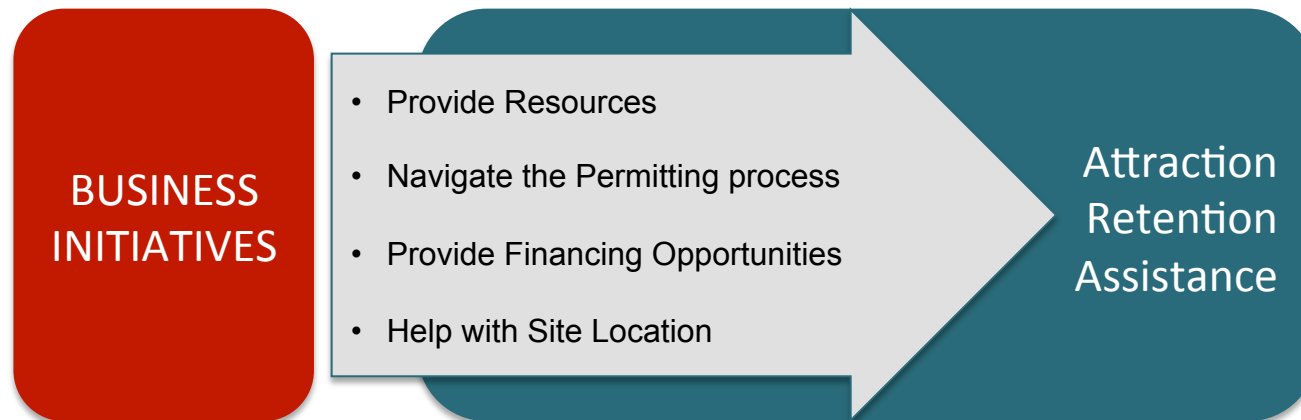 BUSINESS
INITIATIVES
• Provide Resources
• Navigate the Permitting process
• Provide Financing Opportunities
• Help with Site Location
Attraction
Retention
Assistance